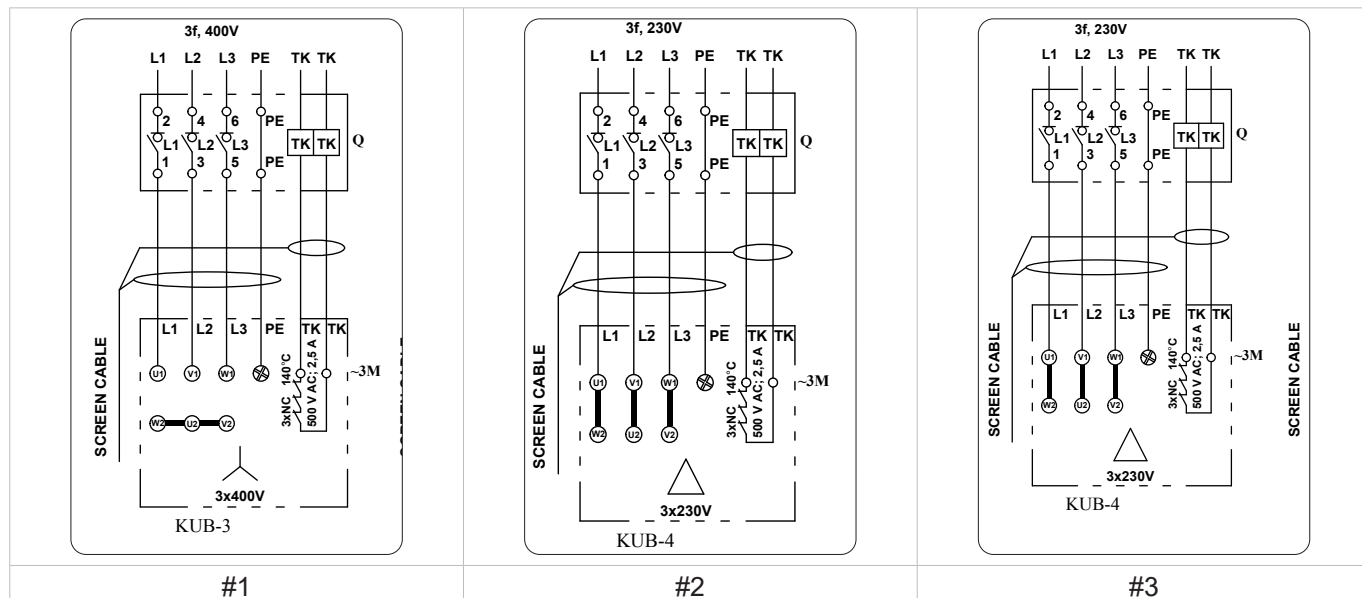 3f, 400V
L1 L2 L3 PE TK TK
2 4 6
PE
L1 L2 L3 TK TK Q
1 3 5 PE
SCREEN CABLE
L1 L2 L3 PE TK TK
U1 V1 W1
~3M
W2 U2 V2
3xNC 140°C
500 V AC; 2,5 A
3x400V
KUB-3
#1
3f, 230V
L1 L2 L3 PE TK TK
2 4 6
PE
L1 L2 L3 TK TK Q
1 3 5 PE
SCREEN CABLE
L1 L2 L3 PE TK TK
U1 V1 W1
~3M
W2 U2 V2
3xNC 140°C
500 V AC; 2,5 A
3x230V
KUB-4
#2
3f, 230V
L1 L2 L3 PE TK TK
2 4 6
PE
L1 L2 L3 TK TK Q
1 3 5 PE
SCREEN CABLE
L1 L2 L3 PE TK TK
U1 V1 W1
~3M
W2 U2 V2
3xNC 140°C
500 V AC; 2,5 A
3x230V
KUB-4
SCREEN CABLE
#3